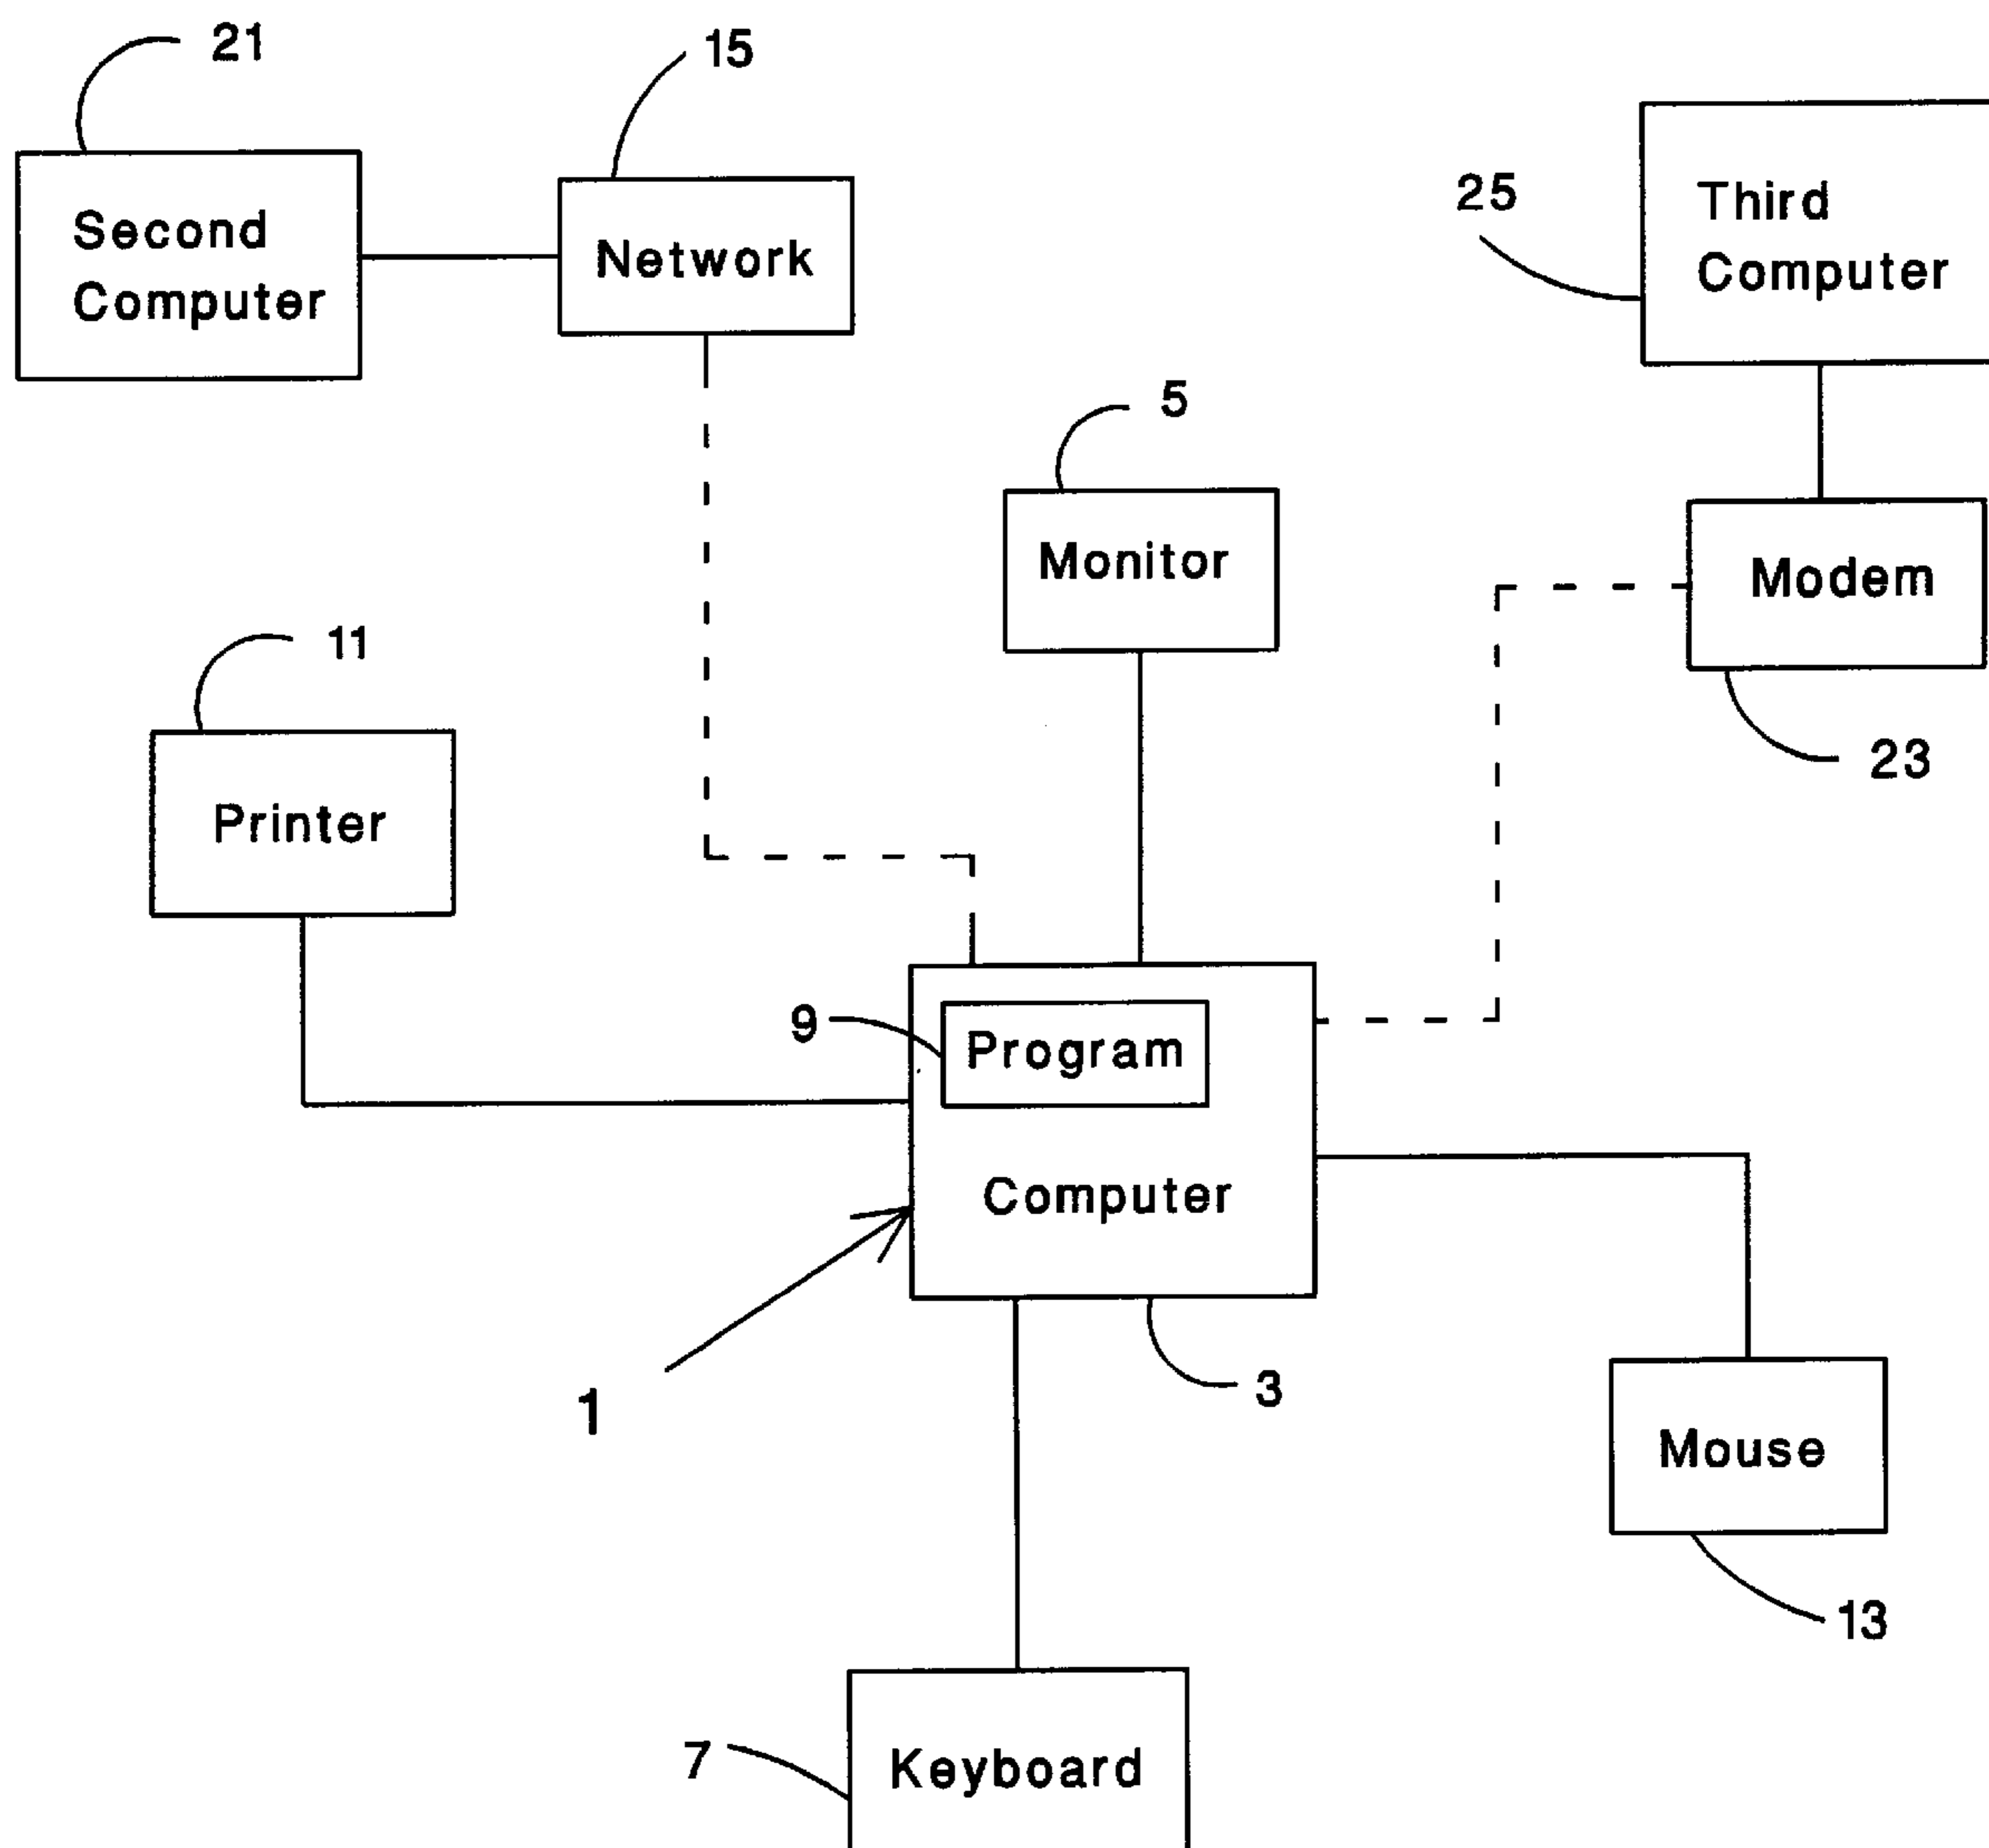 21
15
Second
Computer
Network
25
Third
Computer
5
Monitor
Modem
23
11
Printer
9
Program
Computer
1
3
Mouse
13
7
Keyboard